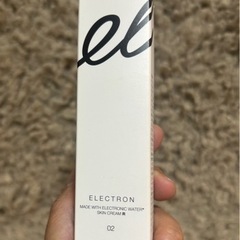 el
ELECTRON
MADE WITH ELECTRONIC WATER*
SKIN CREAM R
02